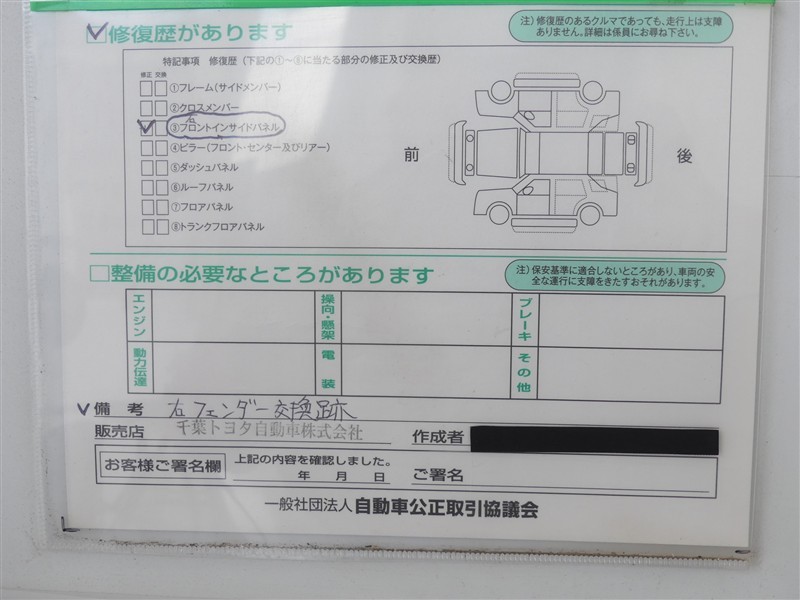 修復歴があります
注）修復歴のあるクルマであっても、走行上は支障
ありません。詳細は係員にお尋ね下さい。
特記事項 修復歴（下記の①～⑧に当たる部分の修正及び交換歴）
修正 交換
①フレーム（サイドメンバー）
②クロスメンバー
右
③フロントインサイドパネル
④ピラー（フロント・センター及びリアー）
⑤ダッシュパネル
⑥ルーフパネル
⑦フロアパネル
⑧トランクフロアパネル
前
後
整備の必要なところがあります
注）保安基準に適合しないところがあり、車両の安
全な運行に支障をきたすおそれがあります。
エンジン
操向・懸架
ブレーキ
動力伝達
電装
その他
備考 右フェンダー交換跡
販売店 千葉トヨタ自動車株式会社
作成者
お客様ご署名欄
上記の内容を確認しました。
年 月 日
ご署名
一般社団法人 自動車公正取引協議会